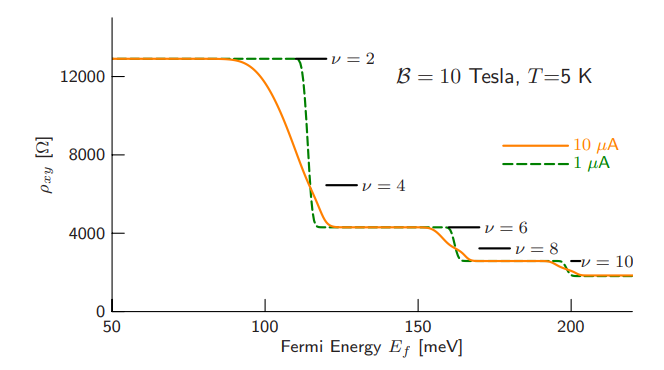 ν = 2
12000
B = 10 Tesla, T=5 K
10 μA
1 μA
8000
ρxy [Ω]
ν = 4
4000
ν = 6
ν = 8
ν = 10
0
50
100
150
200
Fermi Energy Ef [meV]